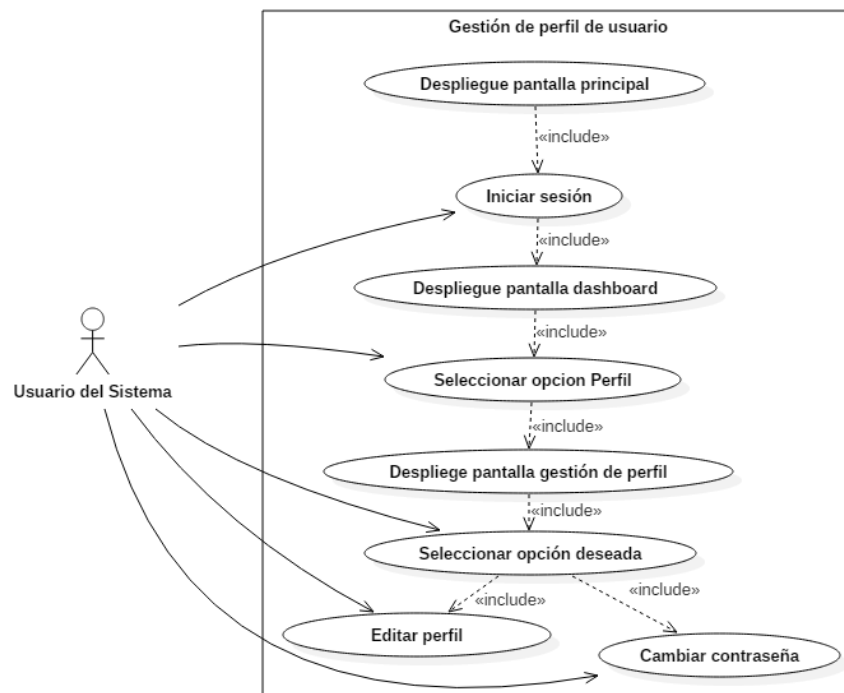 Gestión de perfil de usuario
Despliegue pantalla principal
«include»
Iniciar sesión
«include»
Despliegue pantalla dashboard
«include»
Seleccionar opcion Perfil
Usuario del Sistema
«include»
Despliege pantalla gestión de perfil
«include»
Seleccionar opción deseada
«include»
«include»
Editar perfil
Cambiar contraseña